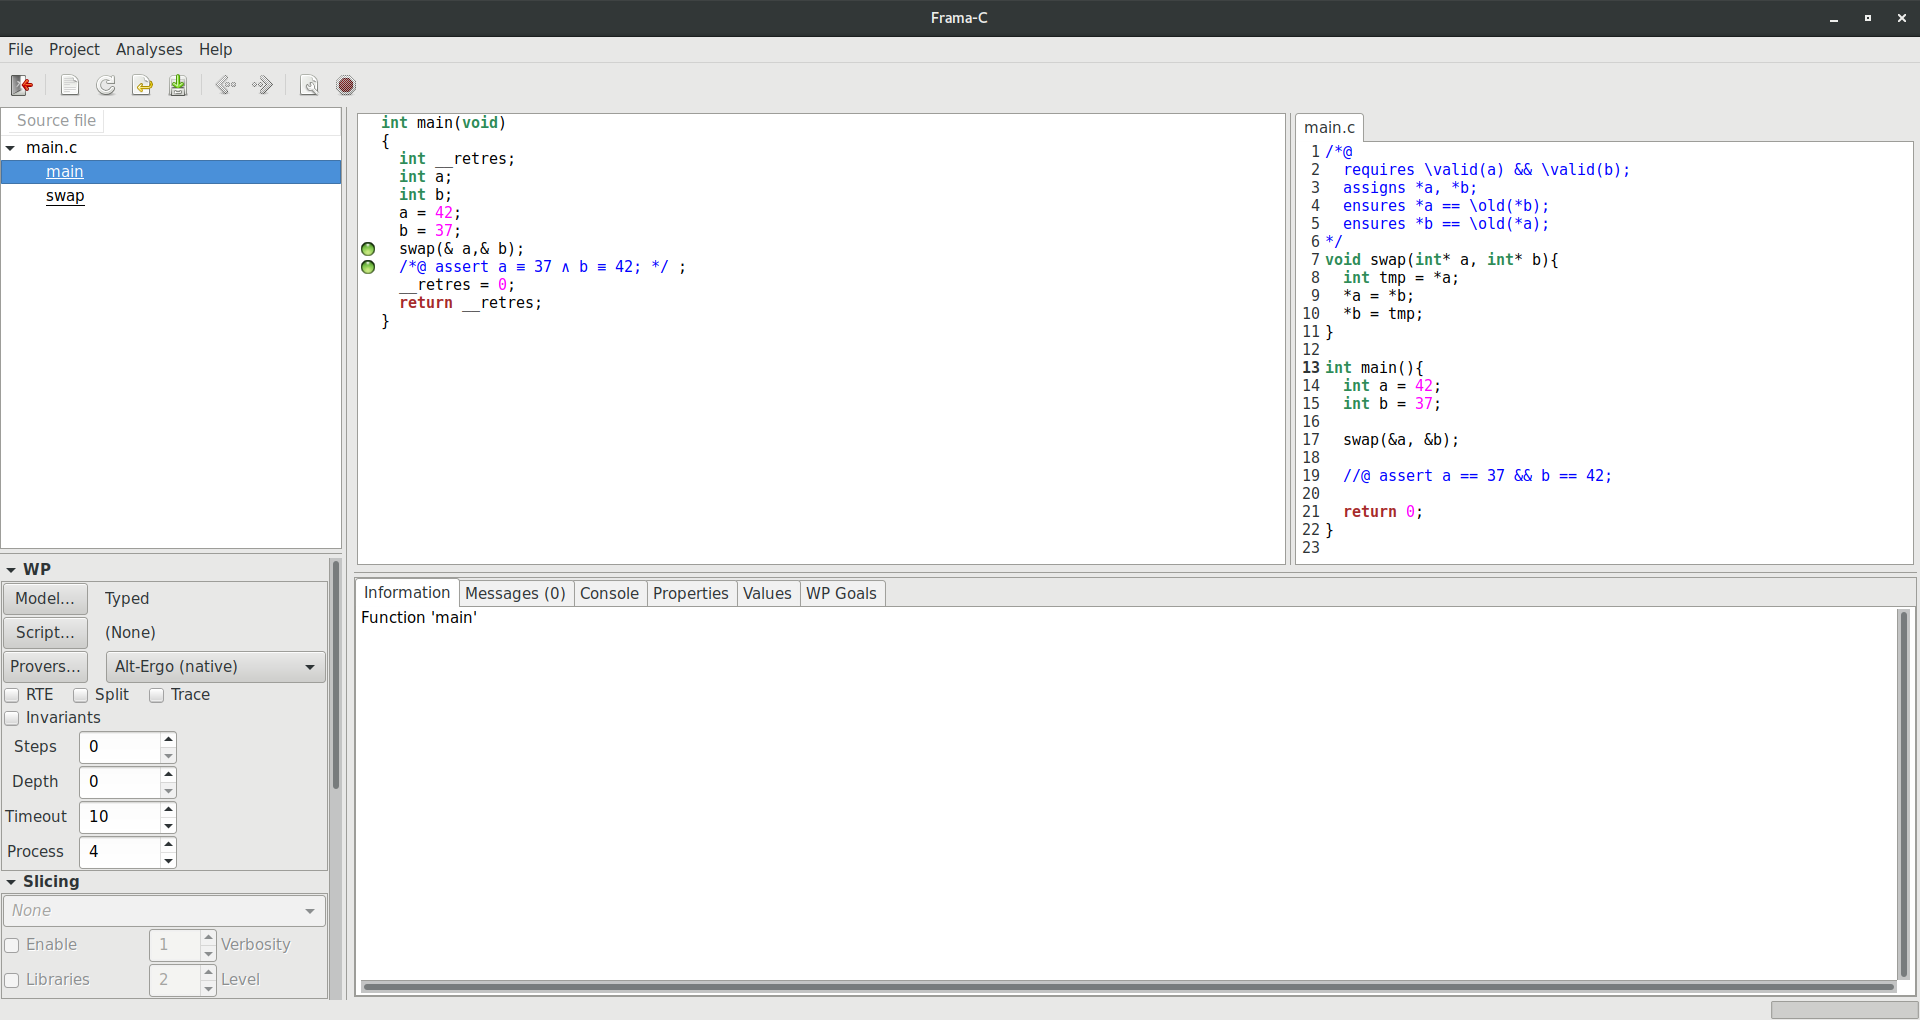 Frama-C
File Project Analyses Help
Source file
main.c
main
swap
int main(void)
{
  int __retres;
  int a;
  int b;
  a = 42;
  b = 37;
  swap(& a,& b);
  /*@ assert a ≡ 37 ∧ b ≡ 42; */ ;
  __retres = 0;
  return __retres;
}
main.c
1 /*@
2   requires \valid(a) && \valid(b);
3   assigns *a, *b;
4   ensures *a == \old(*b);
5   ensures *b == \old(*a);
6 */
7 void swap(int* a, int* b){
8   int tmp = *a;
9   *a = *b;
10   *b = tmp;
11 }
12
13 int main(){
14   int a = 42;
15   int b = 37;
16
17   swap(&a, &b);
18
19   //@ assert a == 37 && b == 42;
20
21   return 0;
22 }
23
WP
Model... Typed
Script... (None)
Provers... Alt-Ergo (native)
RTE Split Trace
Invariants
Steps 0
Depth 0
Timeout 10
Process 4
Slicing
None
Enable 1 Verbosity
Libraries 2 Level
Information Messages (0) Console Properties Values WP Goals
Function 'main'